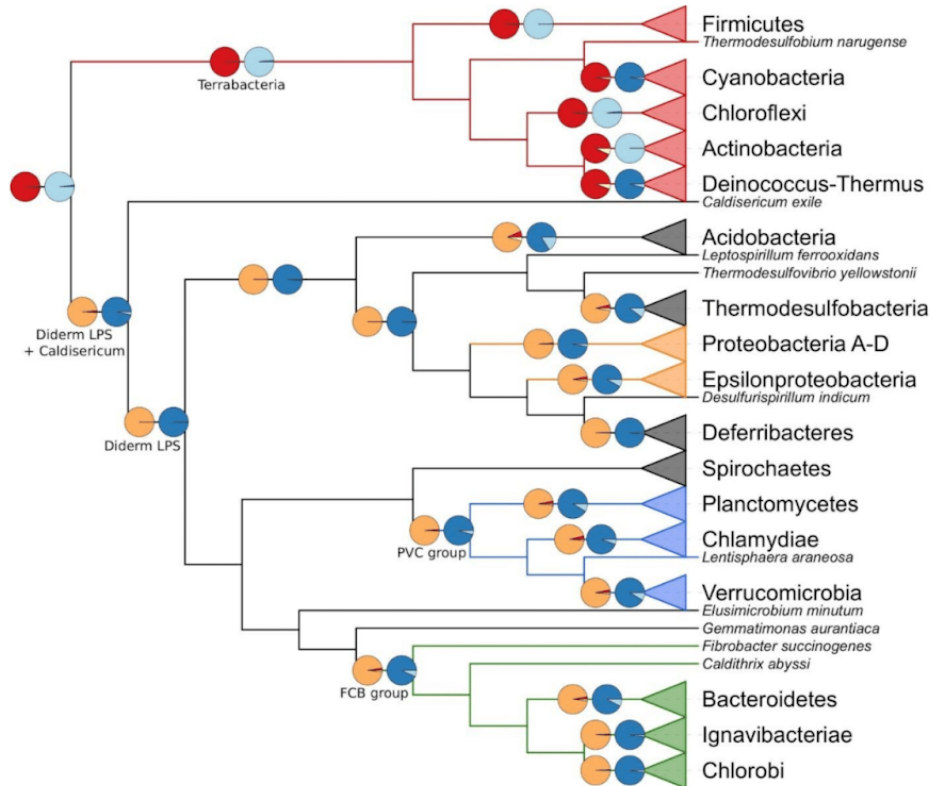 Firmicutes
Thermodesulfobium narugense
Terrabacteria
Cyanobacteria
Chloroflexi
Actinobacteria
Deinococcus-Thermus
Caldisericum exile
Acidobacteria
Leptospirillum ferrooxidans
Thermodesulfovibrio yellowstonii
Thermodesulfobacteria
Diderm LPS
+ Caldisericum
Proteobacteria A-D
Epsilonproteobacteria
Desulfurispirillum indicum
Deferribacteres
Diderm LPS
Spirochaetes
Planctomycetes
Chlamydiae
PVC group
Lentisphaera araneosa
Verrucomicrobia
Elusimicrobium minutum
Gemmatimonas aurantiaca
Fibrobacter succinogenes
Caldithrix abyssi
FCB group
Bacteroidetes
Ignavibacteriae
Chlorobi